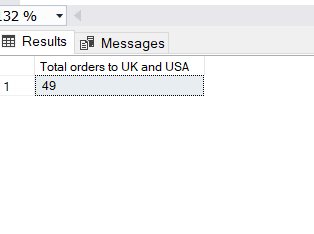 132 %
Results Messages
Total orders to UK and USA
1 49